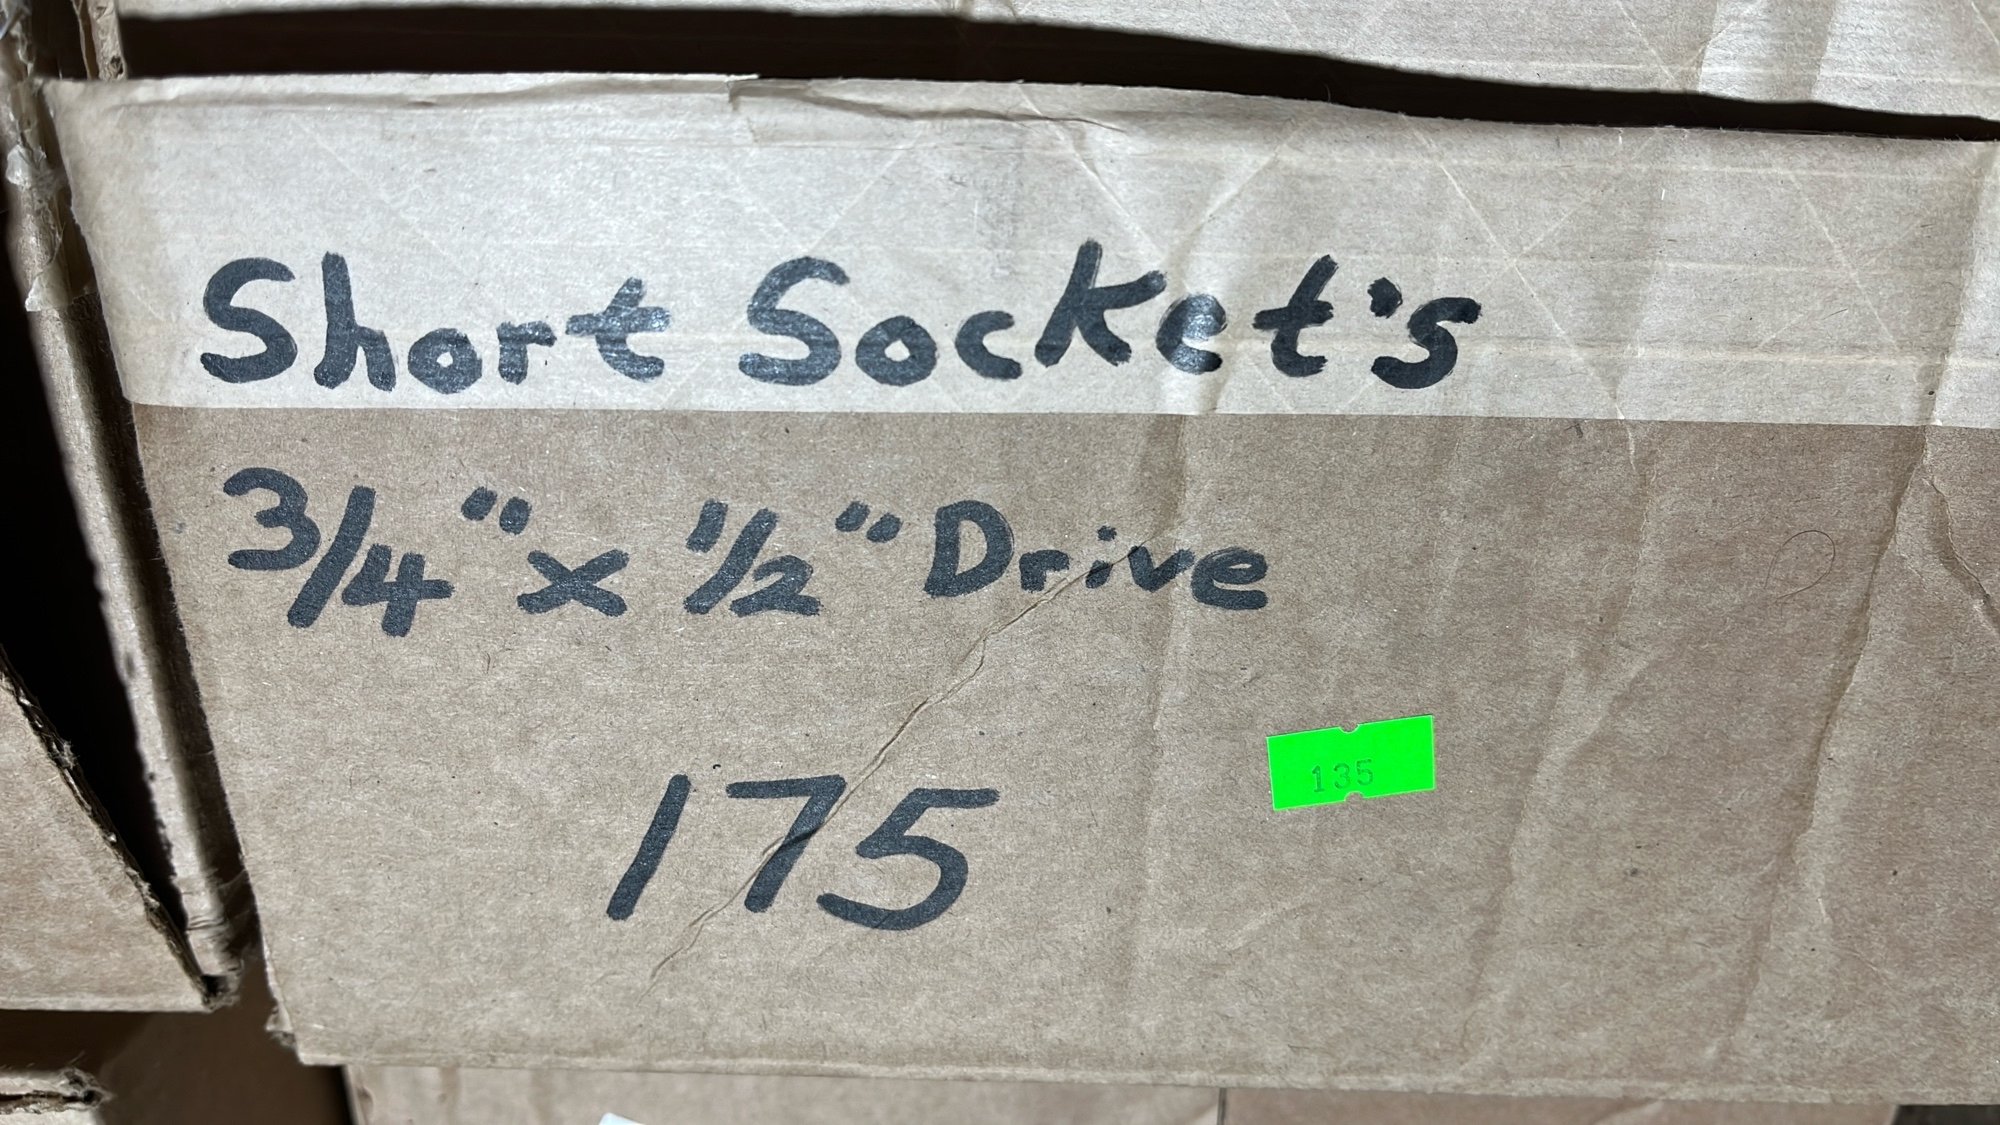 Short Socket's
3/4" x 1/2" Drive
175
135